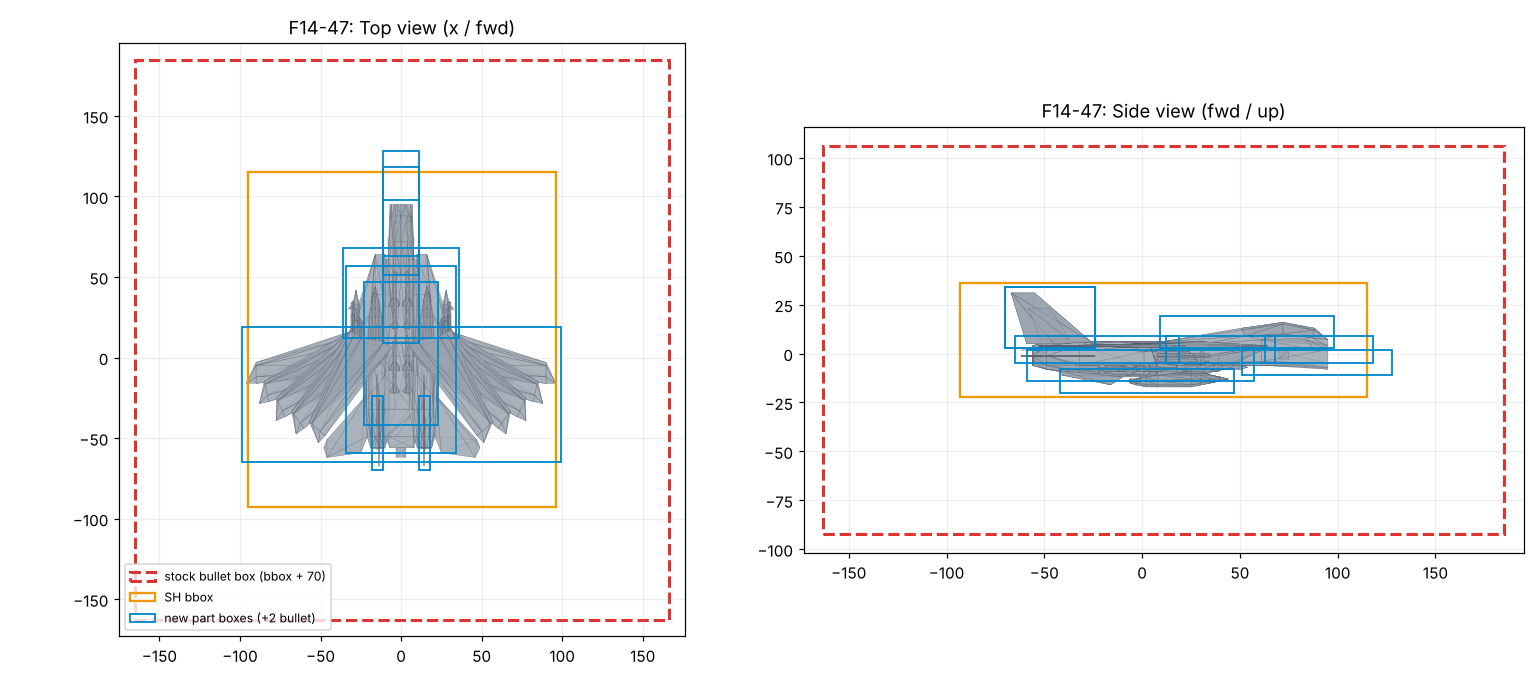 F14-47: Top view (x / fwd)
150
100
50
0
−50
−100
−150
stock bullet box (bbox + 70)
SH bbox
new part boxes (+2 bullet)
−150 −100 −50 0 50 100 150
F14-47: Side view (fwd / up)
100
75
50
25
0
−25
−50
−75
−100
−150 −100 −50 0 50 100 150